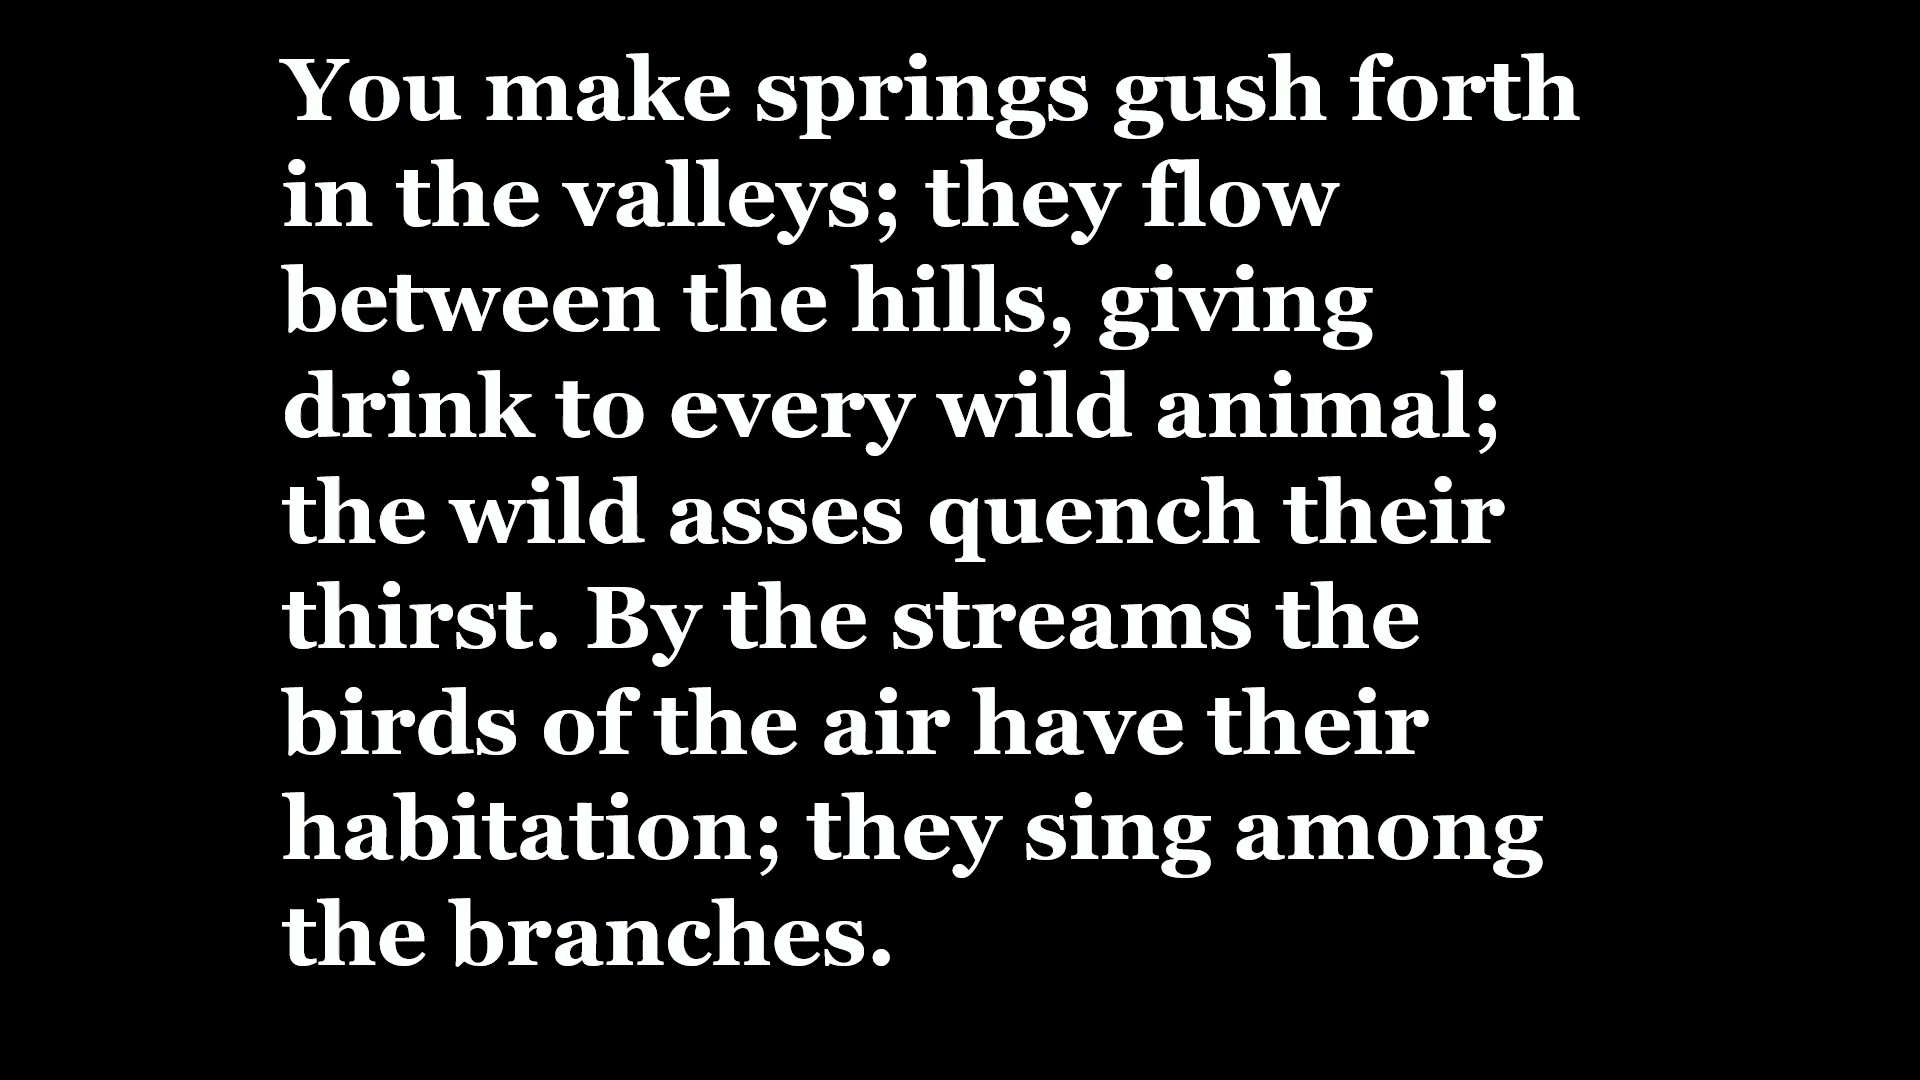 You make springs gush forth
in the valleys; they flow
between the hills, giving
drink to every wild animal;
the wild asses quench their
thirst. By the streams the
birds of the air have their
habitation; they sing among
the branches.